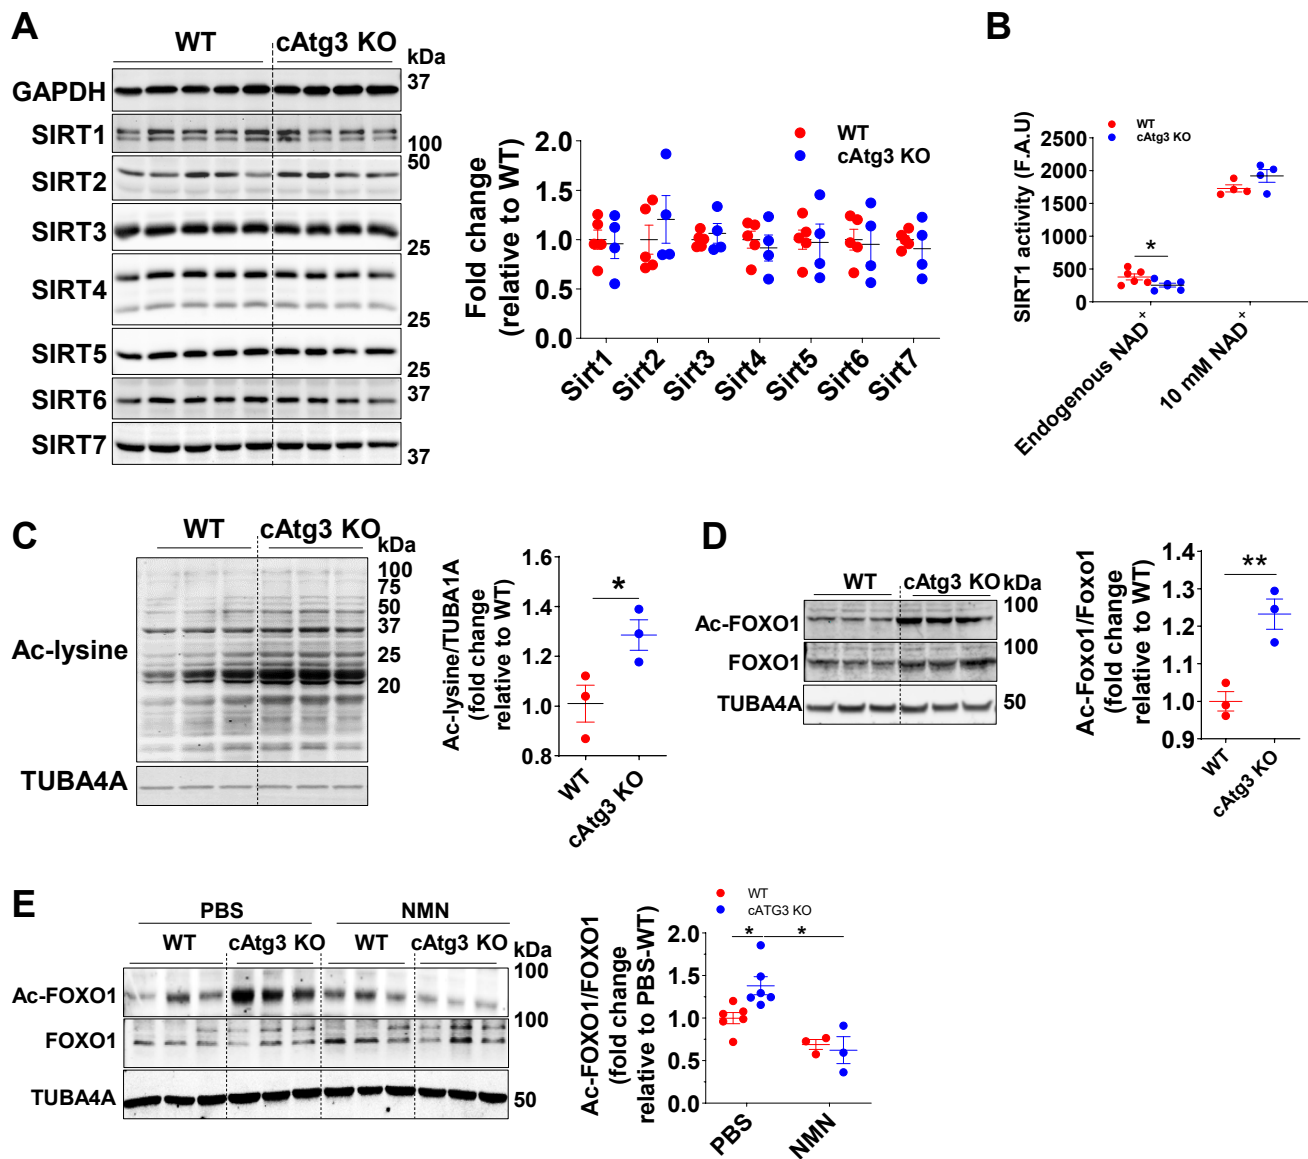 A
WT
cAtg3 KO
kDa
GAPDH
37
SIRT1
100
SIRT2
50
SIRT3
25
SIRT4
25
SIRT5
25
SIRT6
37
SIRT7
37
Fold change
(relative to WT)
WT
cAtg3 KO
2.0
1.5
1.0
0.5
0.0
Sirt1
Sirt2
Sirt3
Sirt4
Sirt5
Sirt6
Sirt7
B
WT
cAtg3 KO
SIRT1 activity (F.A.U)
2500
2000
1500
1000
500
0
*
Endogenous NAD+
10 mM NAD+
C
WT
cAtg3 KO
kDa
100
75
50
37
25
20
Ac-lysine
TUBA4A
Ac-lysine/TUBA1A
(fold change
relative to WT)
1.6
1.4
1.2
1.0
0.8
*
WT
cAtg3 KO
D
WT
cAtg3 KO
kDa
Ac-FOXO1
100
FOXO1
100
TUBA4A
50
Ac-Foxo1/Foxo1
(fold change
relative to WT)
1.4
1.3
1.2
1.1
1.0
0.9
**
WT
cAtg3 KO
E
PBS
NMN
WT
cAtg3 KO
WT
cAtg3 KO
kDa
Ac-FOXO1
100
FOXO1
100
TUBA4A
50
WT
cATG3 KO
Ac-FOXO1/FOXO1
(fold change
relative to PBS-WT)
2.0
1.5
1.0
0.5
0.0
*
*
PBS
NMN